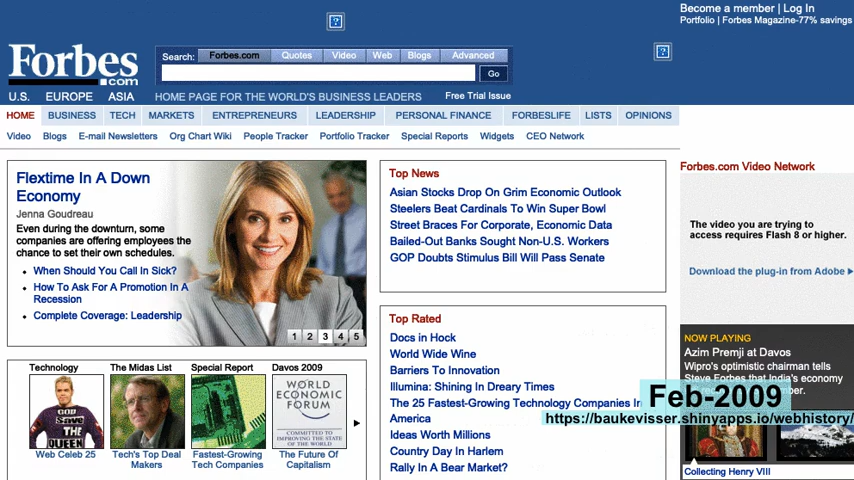 Become a member | Log In
Portfolio | Forbes Magazine-77% savings
Forbes
.com
Search:
Forbes.com
Quotes
Video
Web
Blogs
Advanced
Go
U.S. EUROPE ASIA
HOME PAGE FOR THE WORLD'S BUSINESS LEADERS
Free Trial Issue
HOME BUSINESS TECH MARKETS ENTREPRENEURS LEADERSHIP PERSONAL FINANCE FORBESLIFE LISTS OPINIONS
Video Blogs E-mail Newsletters Org Chart Wiki People Tracker Portfolio Tracker Special Reports Widgets CEO Network
Flextime In A Down
Economy
Jenna Goudreau
Even during the downturn, some
companies are offering employees the
chance to set their own schedules.
When Should You Call In Sick?
How To Ask For A Promotion In A
Recession
Complete Coverage: Leadership
1 2 3 4 5
Top News
Asian Stocks Drop On Grim Economic Outlook
Steelers Beat Cardinals To Win Super Bowl
Street Braces For Corporate, Economic Data
Bailed-Out Banks Sought Non-U.S. Workers
GOP Doubts Stimulus Bill Will Pass Senate
Top Rated
Docs in Hock
World Wide Wine
Barriers To Innovation
Illumina: Shining In Dreary Times
The 25 Fastest-Growing Technology Companies In
America
Ideas Worth Millions
Country Day In Harlem
Rally In A Bear Market?
Forbes.com Video Network
The video you are trying to
access requires Flash 8 or higher.
Download the plug-in from Adobe
NOW PLAYING
Azim Premji at Davos
Wipro's optimistic chairman tells
Steve Forbes that India's economy
Feb-2009
https://baukevisser.shinyapps.io/webhistory/
Collecting Henry VIII
Technology
GOD
SAVE
THE
QUEEN
Web Celeb 25
The Midas List
Tech's Top Deal
Makers
Special Report
Fastest-Growing
Tech Companies
Davos 2009
WORLD
ECONOMIC
FORUM
COMMITTED TO
IMPROVING THE STATE
OF THE WORLD
The Future Of
Capitalism